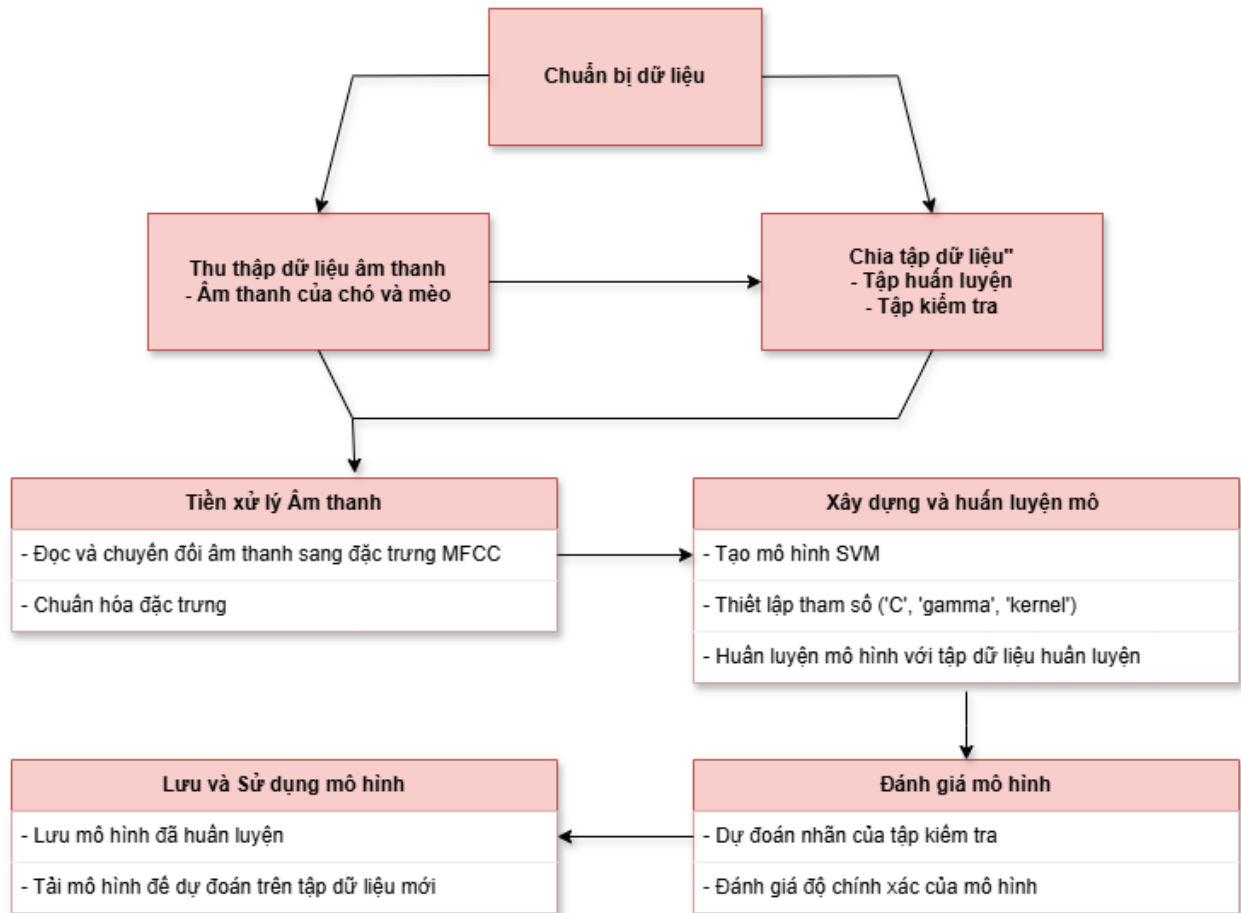 Chuẩn bị dữ liệu
Thu thập dữ liệu âm thanh
- Âm thanh của chó và mèo
Chia tập dữ liệu"
- Tập huấn luyện
- Tập kiểm tra
Tiền xử lý Âm thanh
- Đọc và chuyển đổi âm thanh sang đặc trưng MFCC
- Chuẩn hóa đặc trưng
Xây dựng và huấn luyện mô
- Tạo mô hình SVM
- Thiết lập tham số ('C', 'gamma', 'kernel')
- Huấn luyện mô hình với tập dữ liệu huấn luyện
Lưu và Sử dụng mô hình
- Lưu mô hình đã huấn luyện
- Tải mô hình để dự đoán trên tập dữ liệu mới
Đánh giá mô hình
- Dự đoán nhãn của tập kiểm tra
- Đánh giá độ chính xác của mô hình